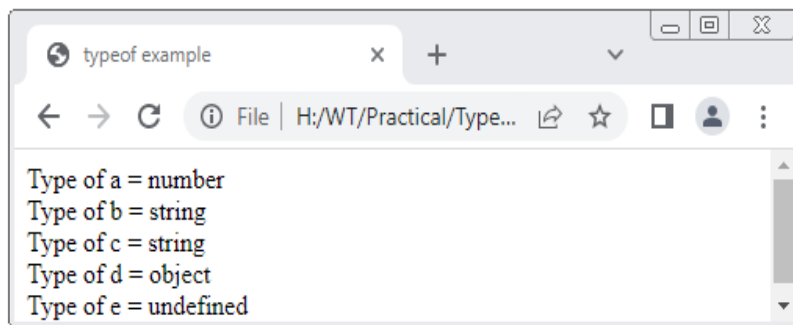 typeof example
File H:/WT/Practical/Type...
Type of a = number
Type of b = string
Type of c = string
Type of d = object
Type of e = undefined